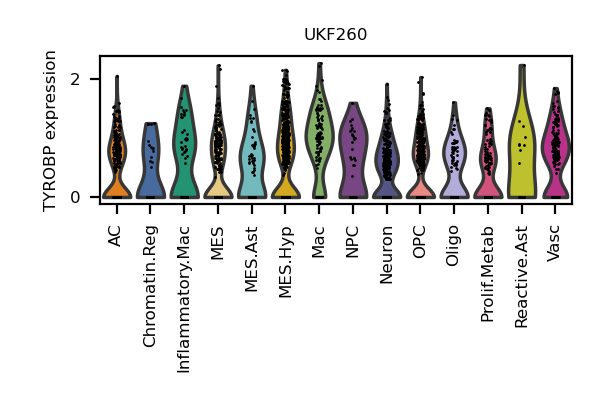 UKF260
TYROBP expression
2
0
AC
Chromatin.Reg
Inflammatory.Mac
MES
MES.Ast
MES.Hyp
Mac
NPC
Neuron
OPC
Oligo
Prolif.Metab
Reactive.Ast
Vasc